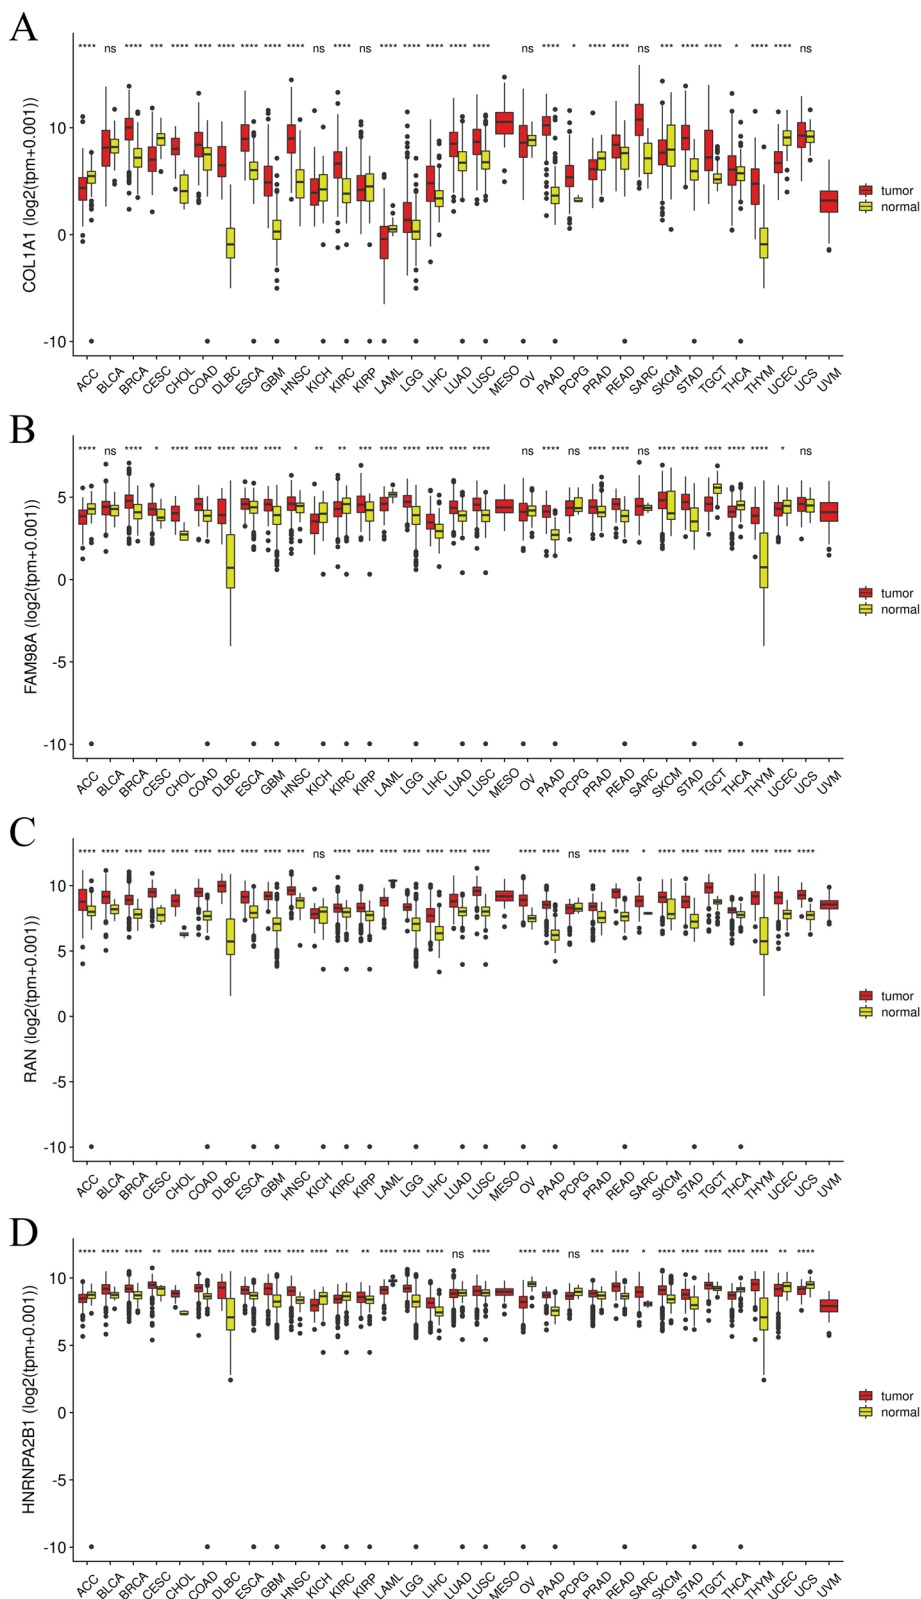 A
**** ns **** *** **** **** **** **** **** **** ns **** ns **** **** **** **** **** ns **** * **** **** ns *** **** **** * **** **** ns
COL1A1 (log2(tpm+0.001))
10
0
-10
ACC BLCA BRCA CESC CHOL COAD DLBC ESCA GBM HNSC KICH KIRC KIRP LAML LGG LIHC LUAD LUSC MESO OV PAAD PCPG PRAD READ SARC SKCM STAD TGCT THCA THYM UCEC UCS UVM
tumor
normal
B
**** ns **** * **** **** **** **** **** * ** ** *** **** **** **** **** **** ns **** ns **** **** ns **** **** **** **** **** * ns
FAM98A (log2(tpm+0.001))
5
0
-5
-10
ACC BLCA BRCA CESC CHOL COAD DLBC ESCA GBM HNSC KICH KIRC KIRP LAML LGG LIHC LUAD LUSC MESO OV PAAD PCPG PRAD READ SARC SKCM STAD TGCT THCA THYM UCEC UCS UVM
tumor
normal
C
**** **** **** **** **** **** **** **** **** **** ns **** **** **** **** **** **** **** **** **** ns **** **** * **** **** **** **** **** **** ****
RAN (log2(tpm+0.001))
10
5
0
-5
-10
ACC BLCA BRCA CESC CHOL COAD DLBC ESCA GBM HNSC KICH KIRC KIRP LAML LGG LIHC LUAD LUSC MESO OV PAAD PCPG PRAD READ SARC SKCM STAD TGCT THCA THYM UCEC UCS UVM
tumor
normal
D
**** **** **** ** **** **** **** **** **** **** **** *** ** **** **** **** ns **** **** **** ns *** **** * **** **** **** **** **** ** ****
HNRNPA2B1 (log2(tpm+0.001))
10
5
0
-5
-10
ACC BLCA BRCA CESC CHOL COAD DLBC ESCA GBM HNSC KICH KIRC KIRP LAML LGG LIHC LUAD LUSC MESO OV PAAD PCPG PRAD READ SARC SKCM STAD TGCT THCA THYM UCEC UCS UVM
tumor
normal